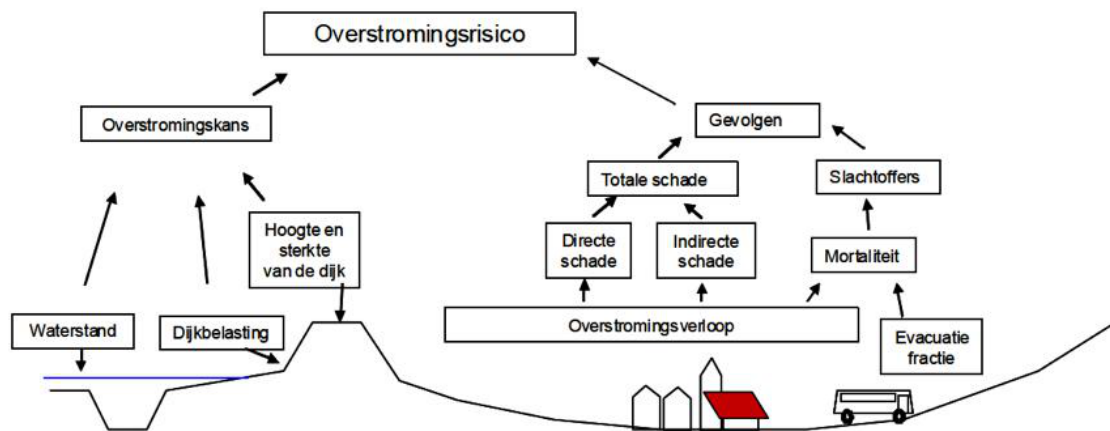 Overstromingsrisico
Overstromingskans
Gevolgen
Totale schade
Slachtoffers
Hoogte en
sterkte
van de dijk
Directe
schade
Indirecte
schade
Mortaliteit
Waterstand
Dijkbelasting
Overstromingsverloop
Evacuatie
fractie